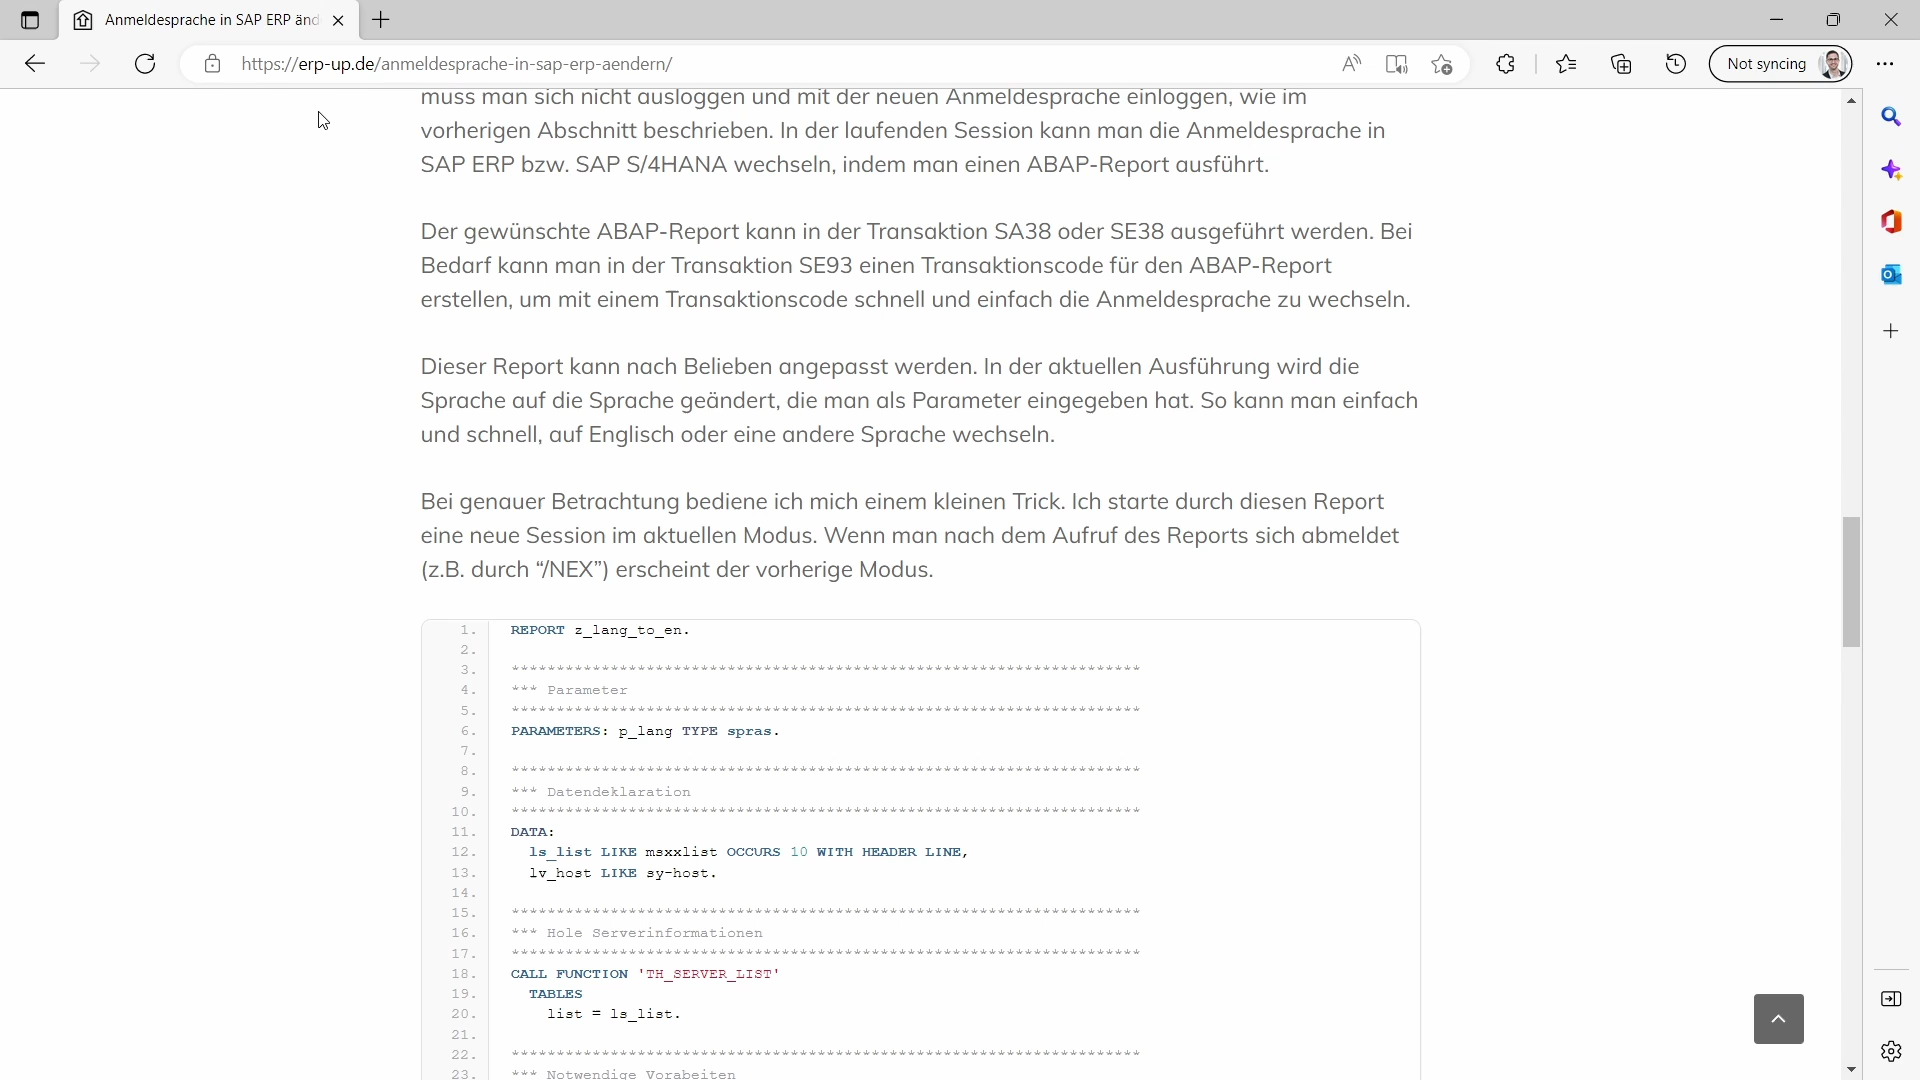 Anmeldesprache in SAP ERP änd
https://erp-up.de/anmeldesprache-in-sap-erp-aendern/
Not syncing
muss man sich nicht ausloggen und mit der neuen Anmeldesprache einloggen, wie im
vorherigen Abschnitt beschrieben. In der laufenden Session kann man die Anmeldesprache in
SAP ERP bzw. SAP S/4HANA wechseln, indem man einen ABAP-Report ausführt.
Der gewünschte ABAP-Report kann in der Transaktion SA38 oder SE38 ausgeführt werden. Bei
Bedarf kann man in der Transaktion SE93 einen Transaktionscode für den ABAP-Report
erstellen, um mit einem Transaktionscode schnell und einfach die Anmeldesprache zu wechseln.
Dieser Report kann nach Belieben angepasst werden. In der aktuellen Ausführung wird die
Sprache auf die Sprache geändert, die man als Parameter eingegeben hat. So kann man einfach
und schnell, auf Englisch oder eine andere Sprache wechseln.
Bei genauer Betrachtung bediene ich mich einem kleinen Trick. Ich starte durch diesen Report
eine neue Session im aktuellen Modus. Wenn man nach dem Aufruf des Reports sich abmeldet
(z.B. durch “/NEX”) erscheint der vorherige Modus.
1. REPORT z_lang_to_en.
2.
3. **********************************************************************
4. *** Parameter
5. **********************************************************************
6. PARAMETERS: p_lang TYPE spras.
7.
8. **********************************************************************
9. *** Datendeklaration
10. **********************************************************************
11. DATA:
12. ls_list LIKE msxxlist OCCURS 10 WITH HEADER LINE,
13. lv_host LIKE sy-host.
14.
15. **********************************************************************
16. *** Hole Serverinformationen
17. **********************************************************************
18. CALL FUNCTION 'TH_SERVER_LIST'
19. TABLES
20. list = ls_list.
21.
22. **********************************************************************
23. *** Notwendige Vorabeiten